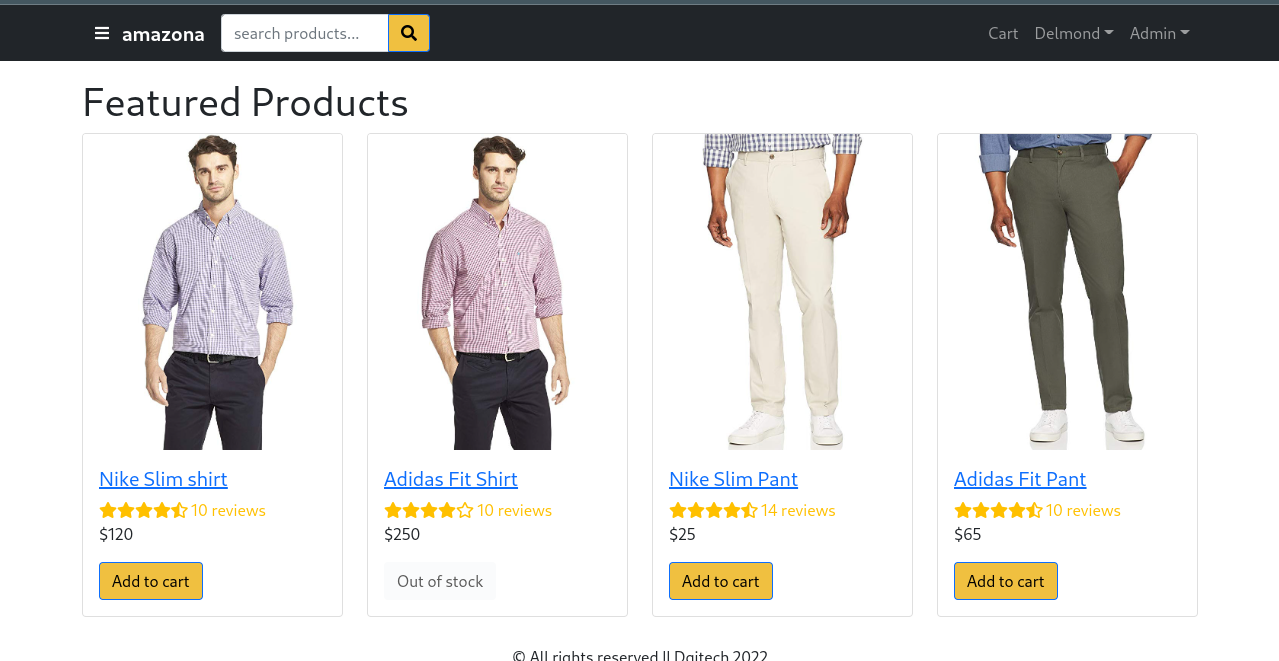 amazona
search products...
Cart
Delmond
Admin
Featured Products
Nike Slim shirt
10 reviews
$120
Add to cart
Adidas Fit Shirt
10 reviews
$250
Out of stock
Nike Slim Pant
14 reviews
$25
Add to cart
Adidas Fit Pant
10 reviews
$65
Add to cart
© All rights reserved || Daitech 2022